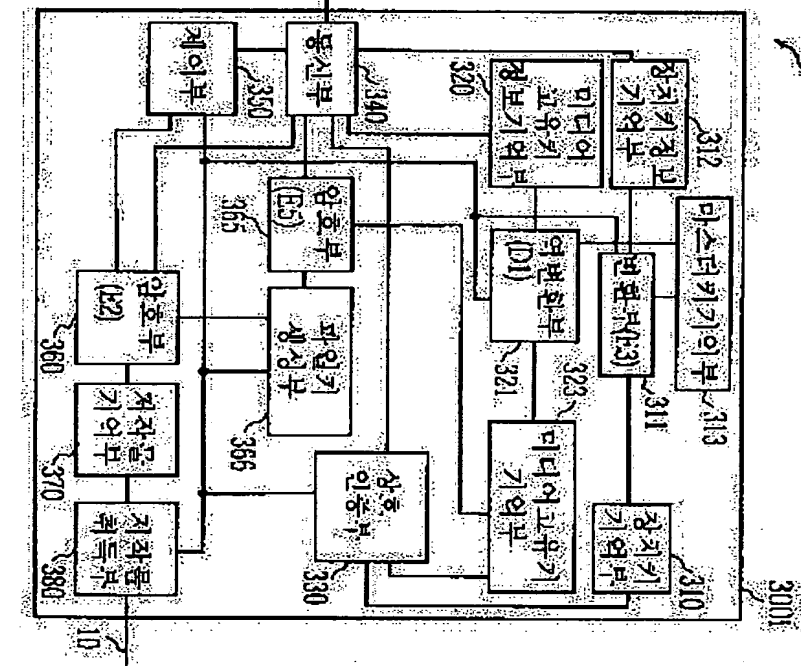 마스터키기억부
313
장치키정보
기억부
312
변환부(E3)
311
장치키
기억부
310
미디어
고유키
정보기억부
320
역변환부
(D1)
321
미디어고유키
기억부
323
통신부
340
암호부
(E5)
365
파일키
생성부
366
상호
인증부
330
제어부
350
암호부
(E2)
360
저작물
기억부
370
저작물
취득부
380
10